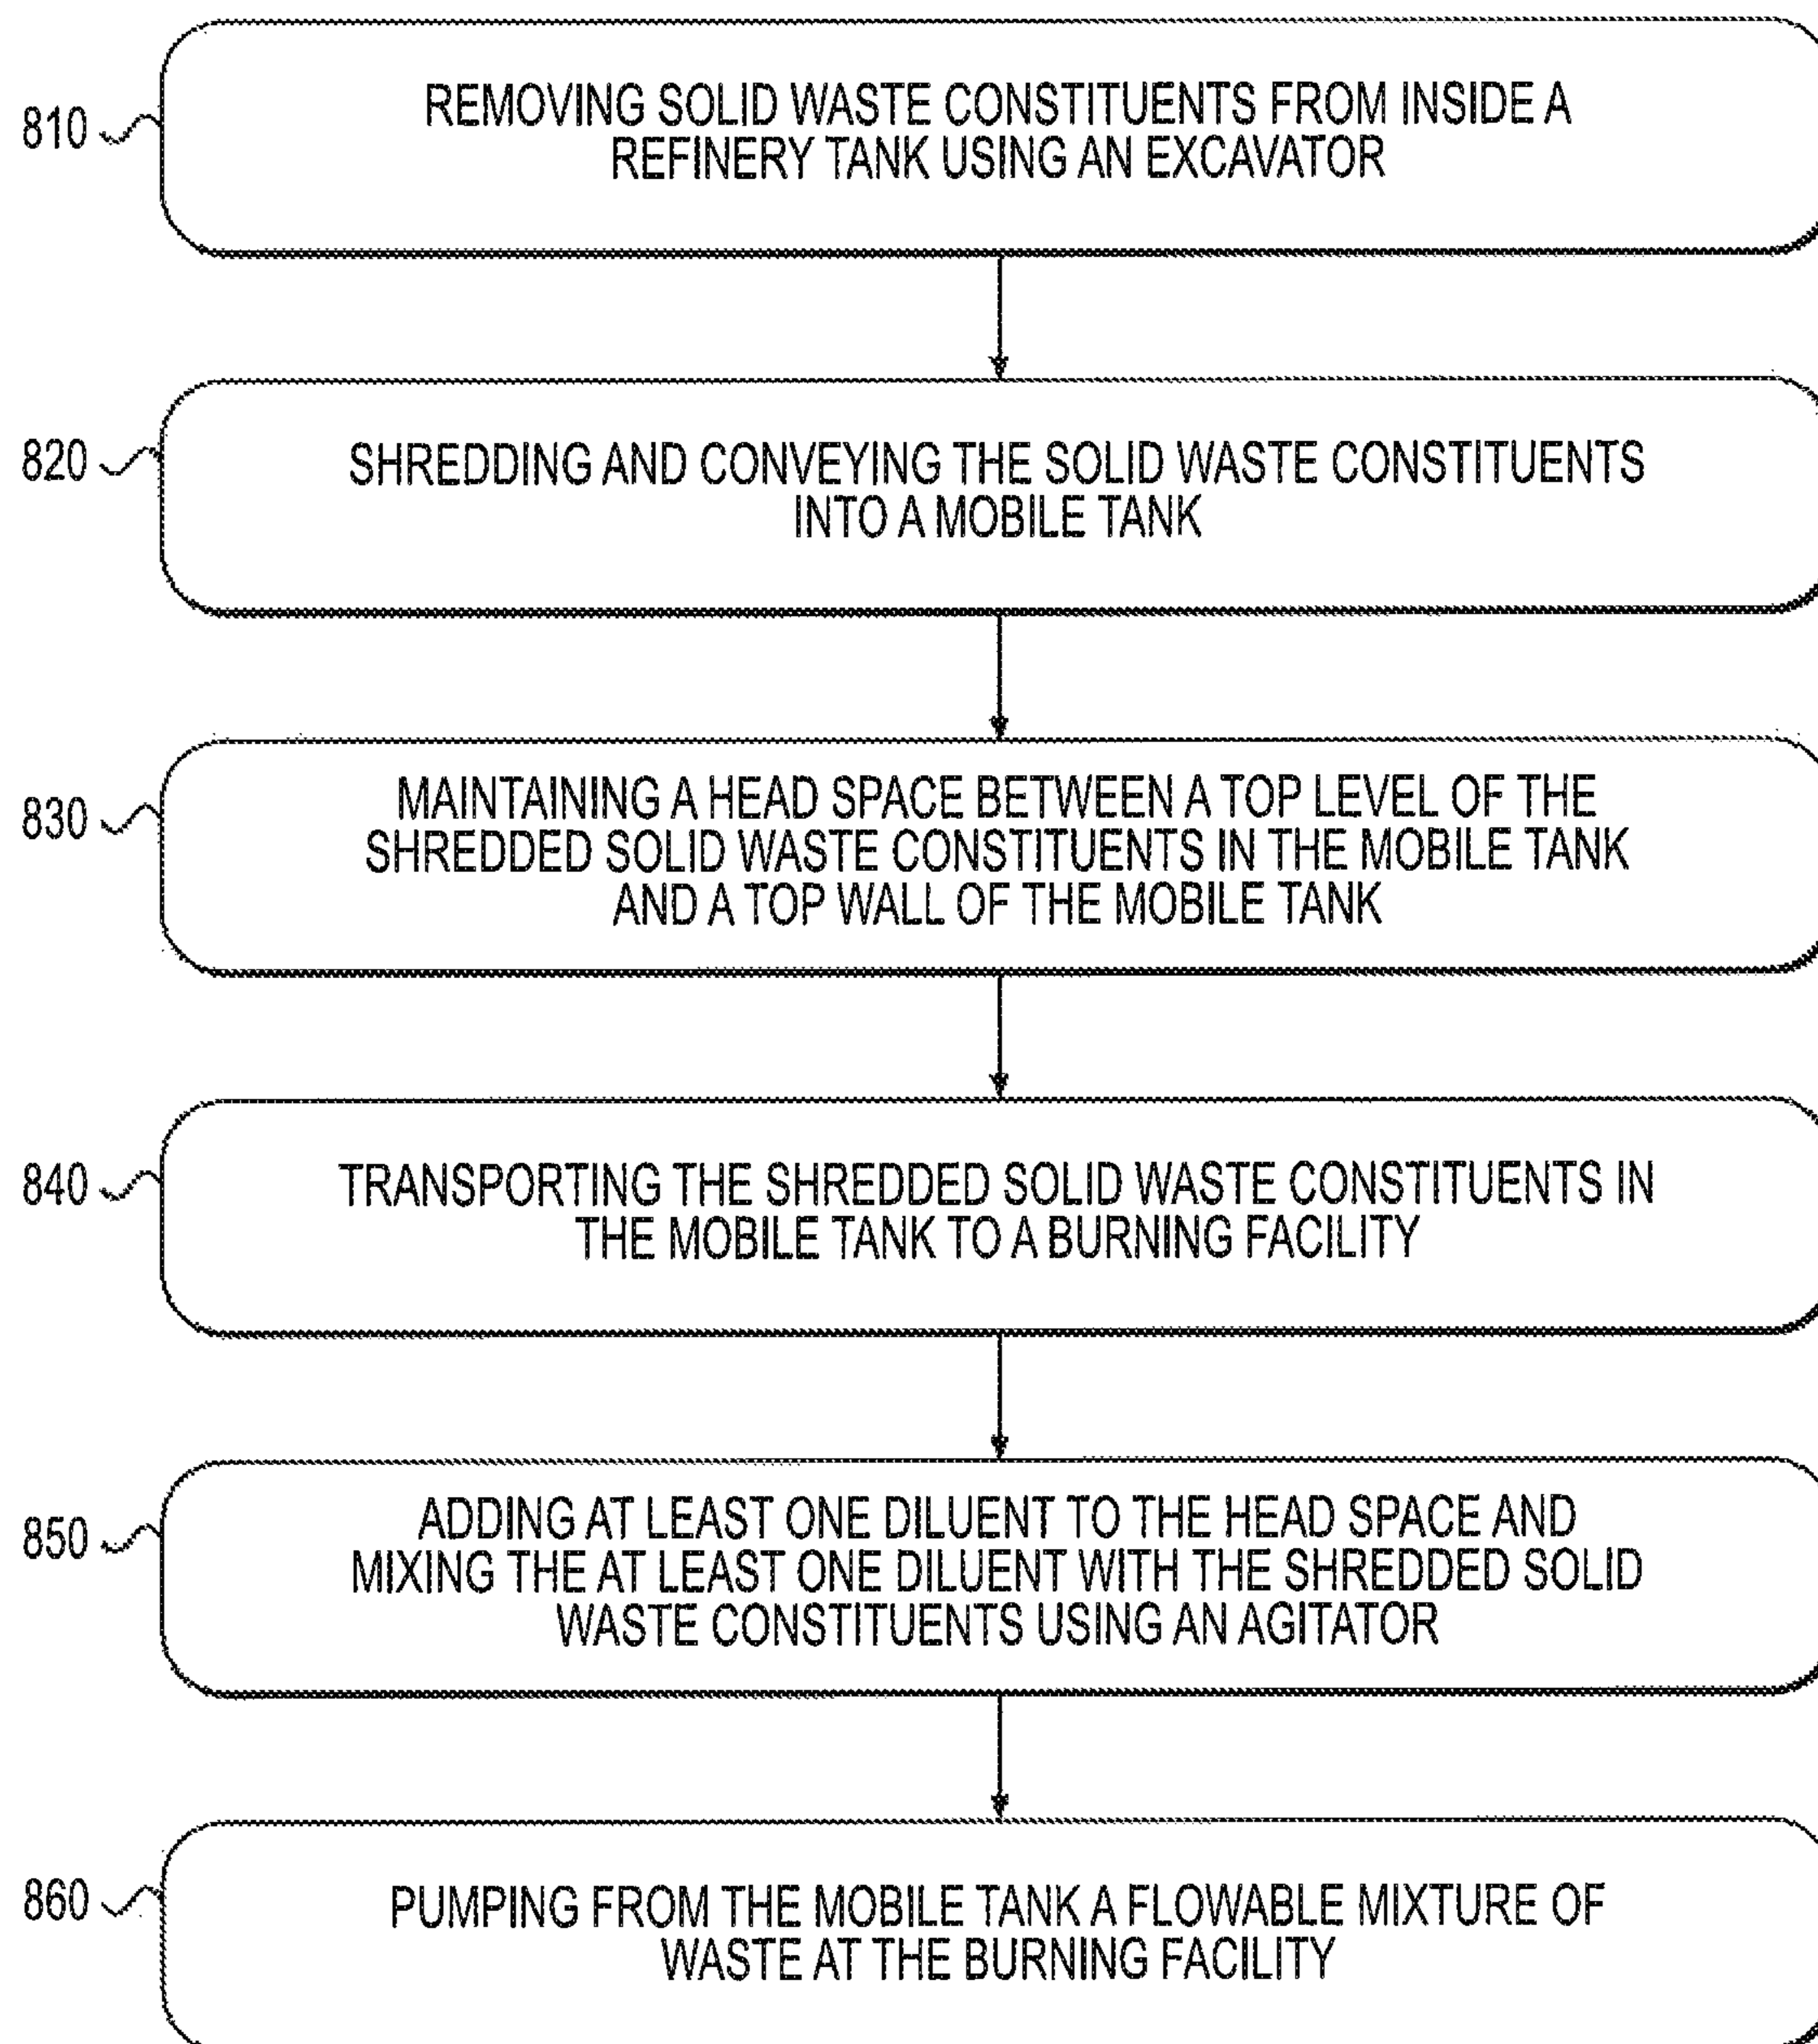 810
REMOVING SOLID WASTE CONSTITUENTS FROM INSIDE A
REFINERY TANK USING AN EXCAVATOR
820
SHREDDING AND CONVEYING THE SOLID WASTE CONSTITUENTS
INTO A MOBILE TANK
830
MAINTAINING A HEAD SPACE BETWEEN A TOP LEVEL OF THE
SHREDDED SOLID WASTE CONSTITUENTS IN THE MOBILE TANK
AND A TOP WALL OF THE MOBILE TANK
840
TRANSPORTING THE SHREDDED SOLID WASTE CONSTITUENTS IN
THE MOBILE TANK TO A BURNING FACILITY
850
ADDING AT LEAST ONE DILUENT TO THE HEAD SPACE AND
MIXING THE AT LEAST ONE DILUENT WITH THE SHREDDED SOLID
WASTE CONSTITUENTS USING AN AGITATOR
860
PUMPING FROM THE MOBILE TANK A FLOWABLE MIXTURE OF
WASTE AT THE BURNING FACILITY